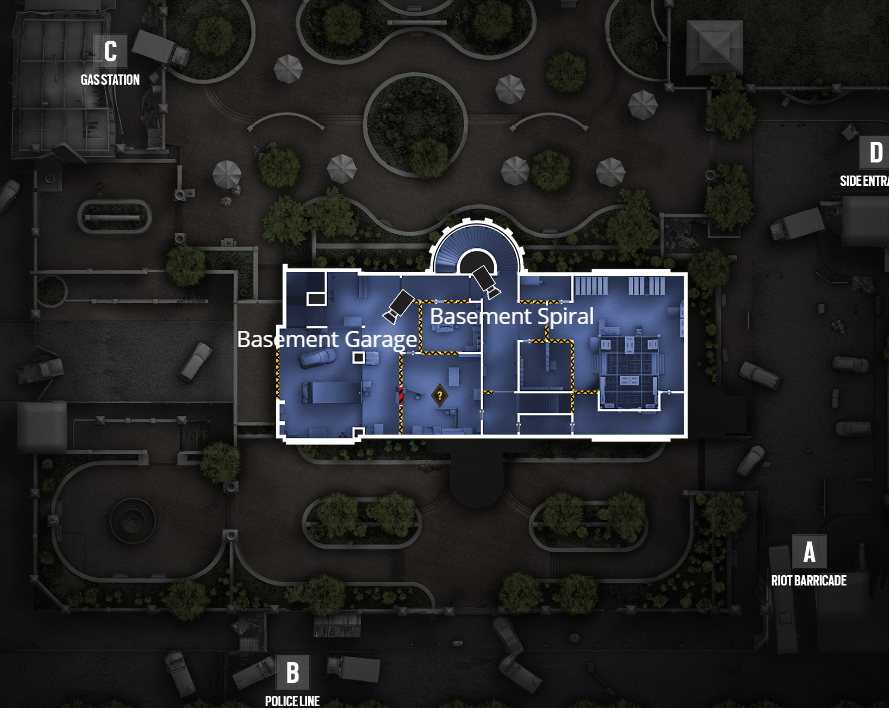 C
GAS STATION
D
Basement Spiral
Basement Garage
?
A
RIOT BARRICADE
B
POLICE LINE